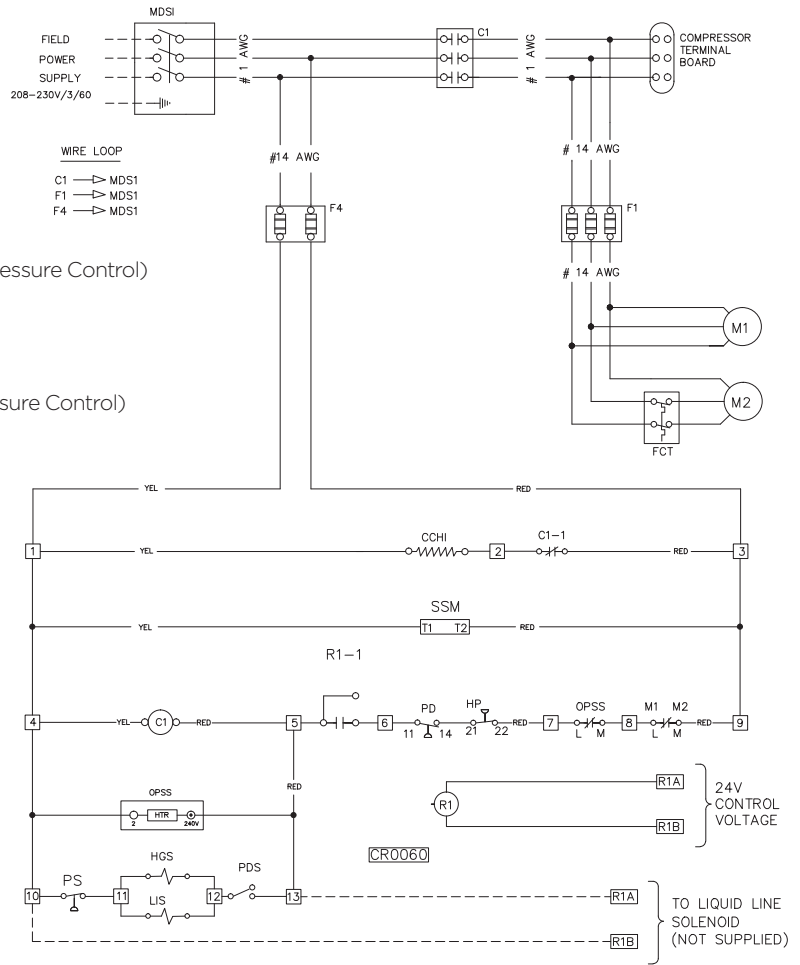 MDSI
FIELD
POWER
SUPPLY
208-230V/3/60
# 1 AWG
C1
# 1 AWG
COMPRESSOR
TERMINAL
BOARD
WIRE LOOP
C1 MDS1
F1 MDS1
F4 MDS1
#14 AWG
# 14 AWG
F4
F1
# 14 AWG
essure Control)
M1
sure Control)
M2
FCT
YEL
RED
CCHI
C1-1
1
YEL
2
RED
3
SSM
YEL
T1 T2
RED
R1-1
4
YEL
C1
RED
5
6
PD
11 14
HP
21 22
RED
7
OPSS
L M
8
M1 M2
L M
RED
9
RED
OPSS
2
HTR
240V
R1
R1A
R1B
24V
CONTROL
VOLTAGE
CR0060
HGS
PS
PDS
10
11
LIS
12
13
R1A
R1B
TO LIQUID LINE
SOLENOID
(NOT SUPPLIED)